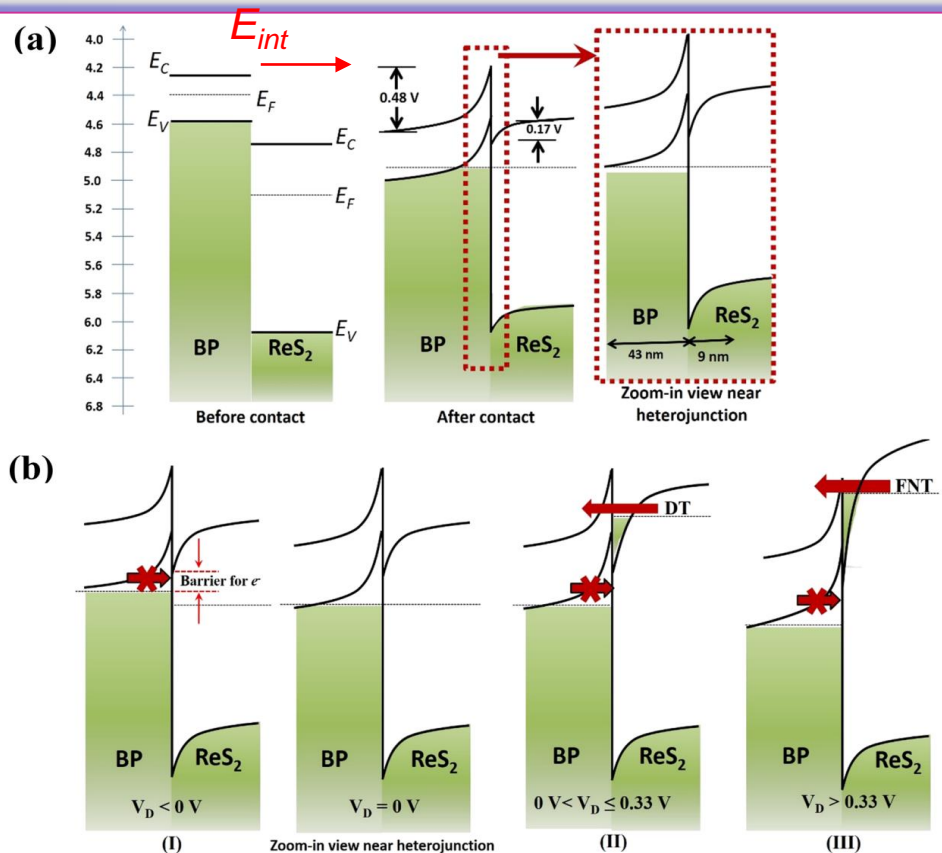 (a)
E_int
4.0
4.2
4.4
4.6
4.8
5.0
5.2
5.4
5.6
5.8
6.0
6.2
6.4
6.6
6.8
E_C
E_F
E_V
E_C
E_F
E_V
BP
ReS₂
Before contact
0.48 V
0.17 V
BP
ReS₂
After contact
BP
ReS₂
43 nm
9 nm
Zoom-in view near
heterojunction
(b)
Barrier for e⁻
BP
ReS₂
V_D < 0 V
(I)
BP
ReS₂
V_D = 0 V
Zoom-in view near heterojunction
DT
BP
ReS₂
0 V< V_D ≤ 0.33 V
(II)
FNT
BP
ReS₂
V_D > 0.33 V
(III)